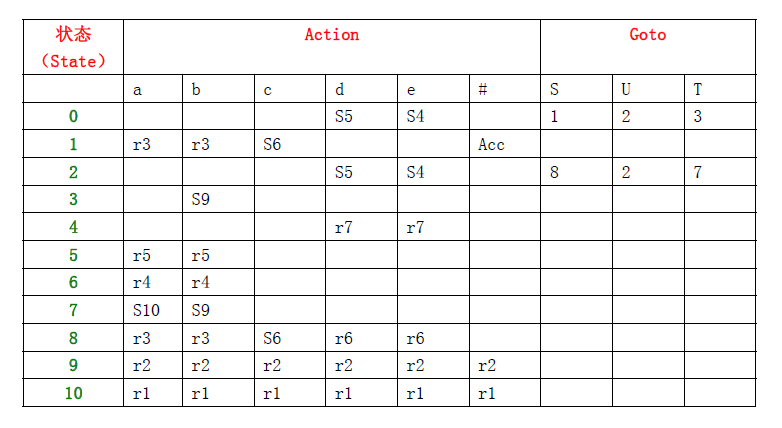 状态 Action Goto
（State）
a b c d e # S U T
0 S5 S4 1 2 3
1 r3 r3 S6 Acc
2 S5 S4 8 2 7
3 S9
4 r7 r7
5 r5 r5
6 r4 r4
7 S10 S9
8 r3 r3 S6 r6 r6
9 r2 r2 r2 r2 r2 r2
10 r1 r1 r1 r1 r1 r1